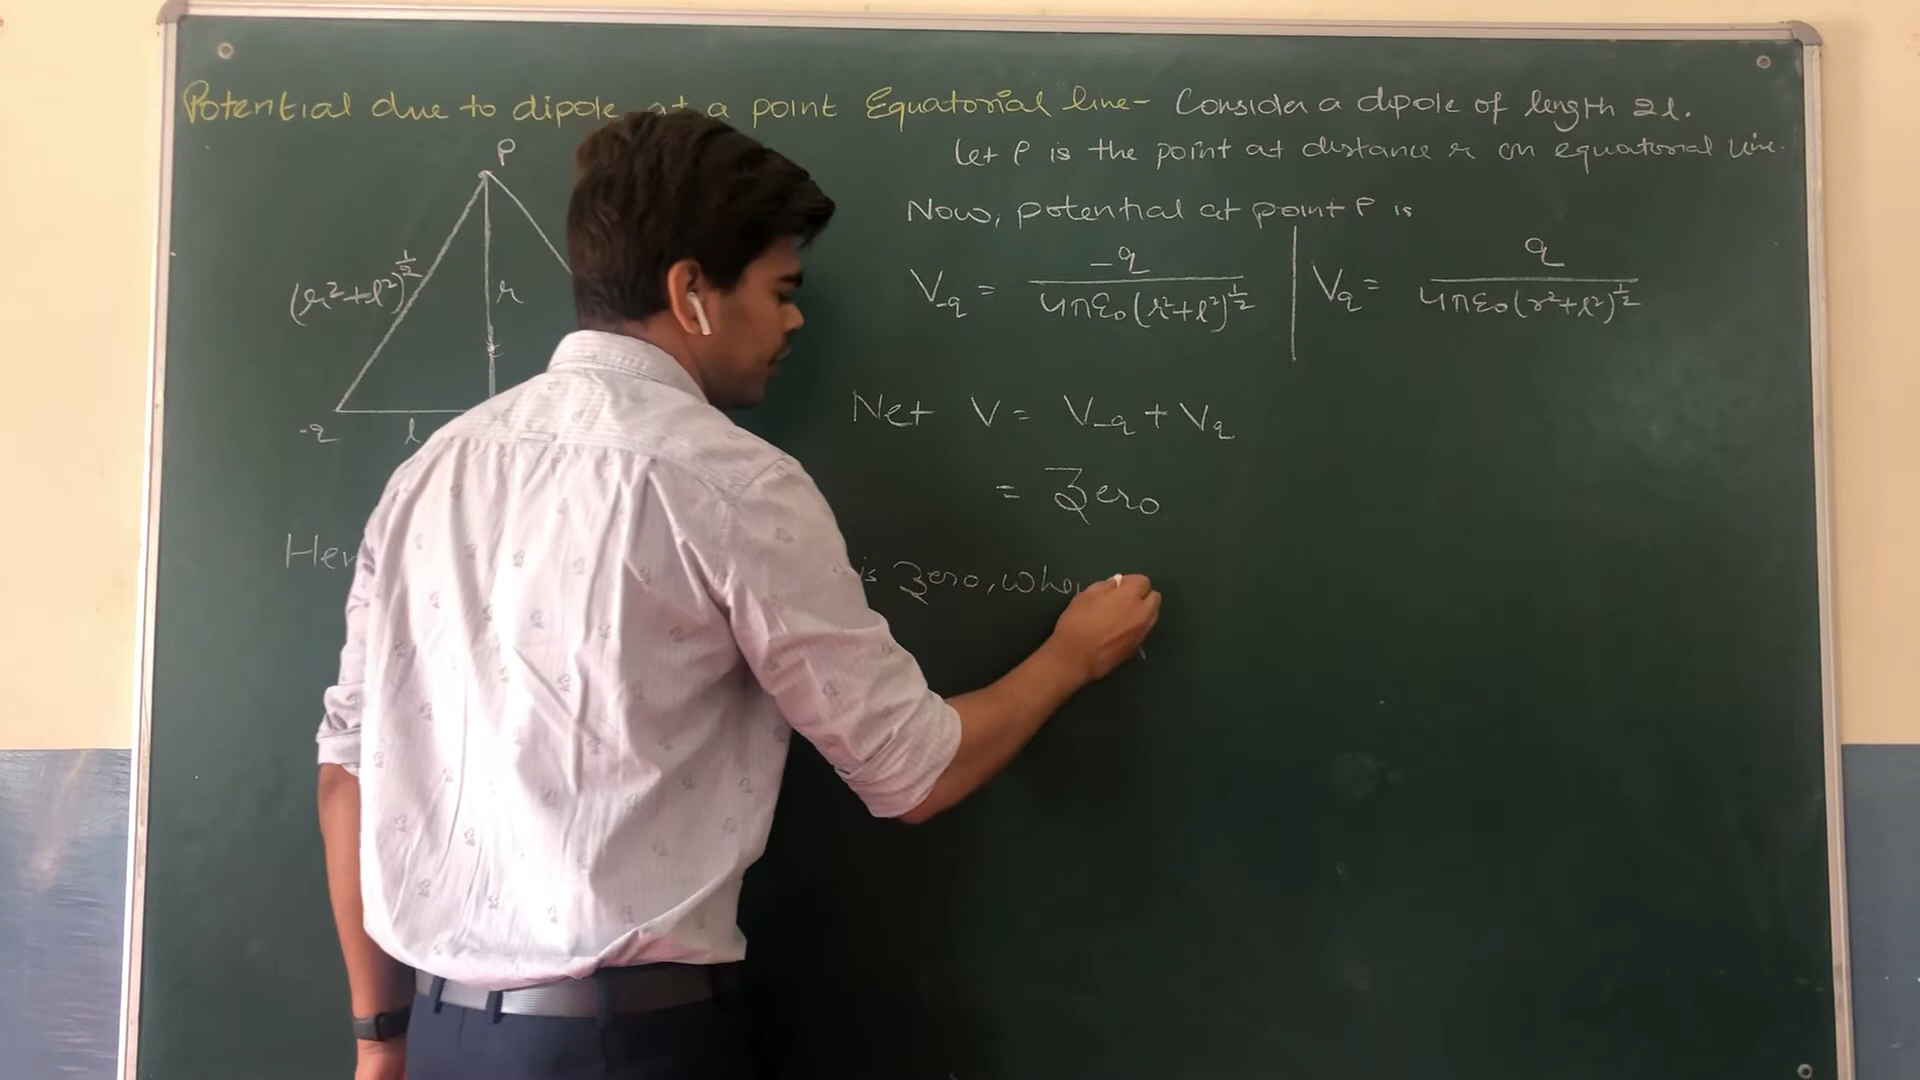 Potential due to dipole at a point Equatorial line- Consider a dipole of length 2l.
Let P is the point at distance r on equatorial line.
P
Now, potential at point P is
(r²+l²)^½
r
V₋q = -q / 4πε₀(r²+l²)^½ | Vq = q / 4πε₀(r²+l²)^½
-q
l
Net V = V₋q + Vq
= Zero
is Zero,